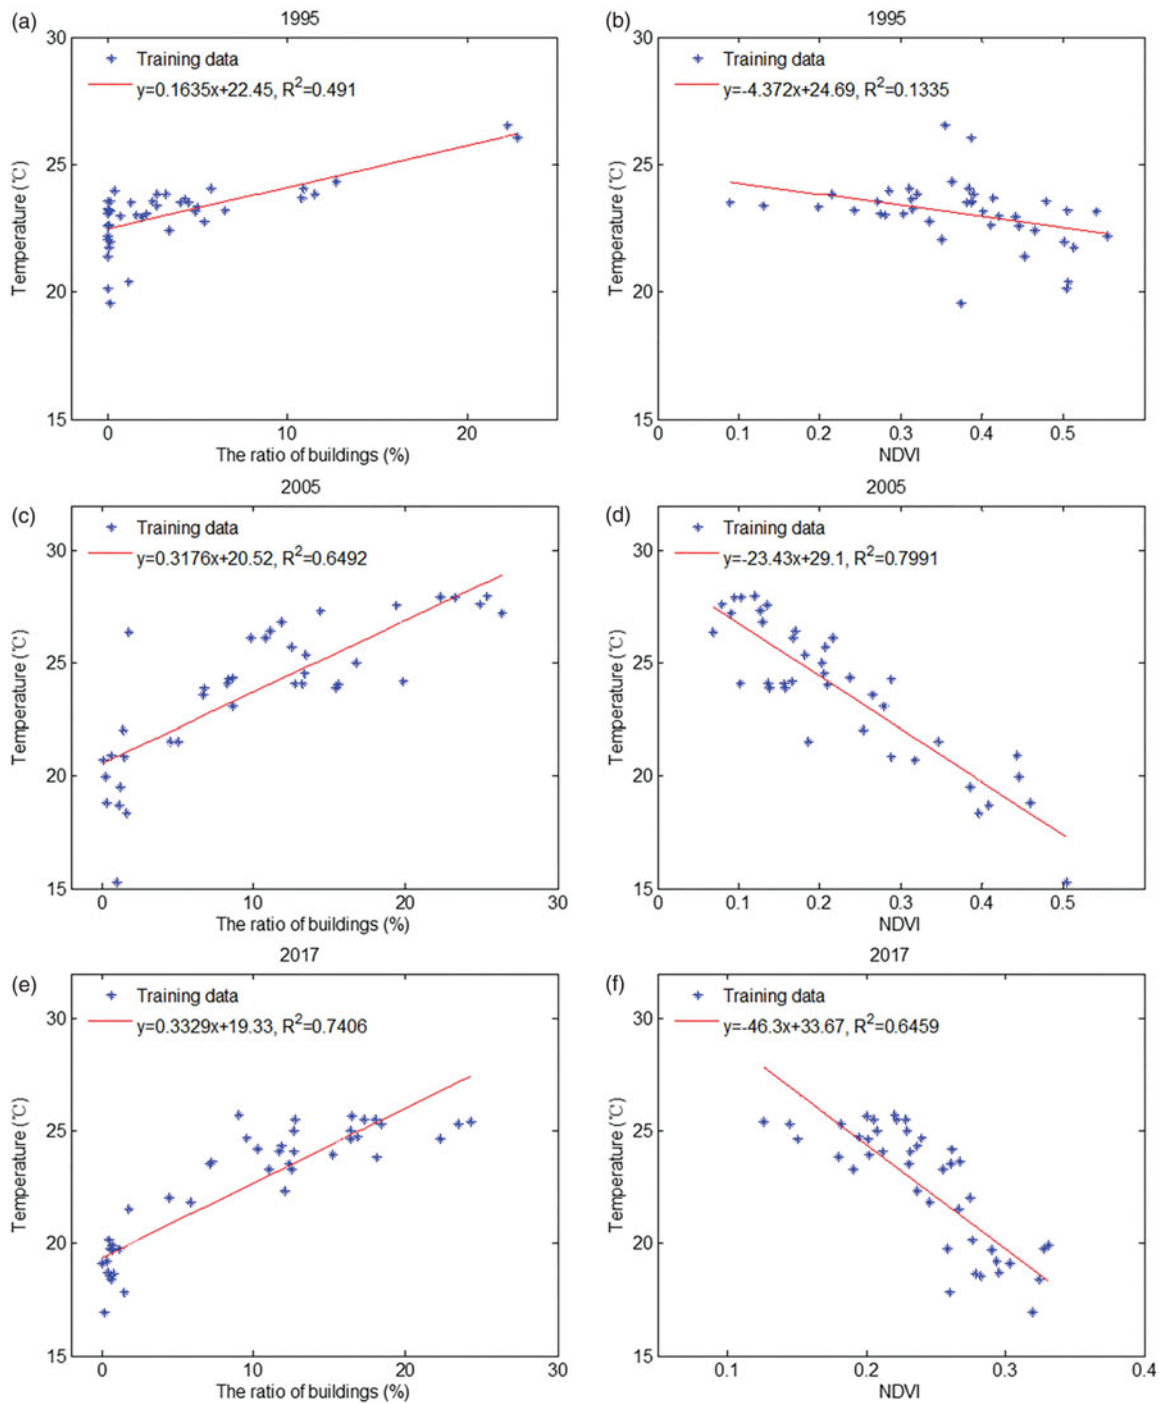 (a)
1995
30
25
20
15
Temperature (℃)
Training data
y=0.1635x+22.45, R²=0.491
0 10 20
The ratio of buildings (%)
(b)
1995
30
25
20
15
Temperature (℃)
Training data
y=-4.372x+24.69, R²=0.1335
0 0.1 0.2 0.3 0.4 0.5
NDVI
(c)
2005
30
25
20
15
Temperature (℃)
Training data
y=0.3176x+20.52, R²=0.6492
0 10 20 30
The ratio of buildings (%)
(d)
2005
30
25
20
15
Temperature (℃)
Training data
y=-23.43x+29.1, R²=0.7991
0 0.1 0.2 0.3 0.4 0.5
NDVI
(e)
2017
30
25
20
15
Temperature (℃)
Training data
y=0.3329x+19.33, R²=0.7406
0 10 20 30
The ratio of buildings (%)
(f)
2017
30
25
20
15
Temperature (℃)
Training data
y=-46.3x+33.67, R²=0.6459
0.1 0.2 0.3 0.4
NDVI